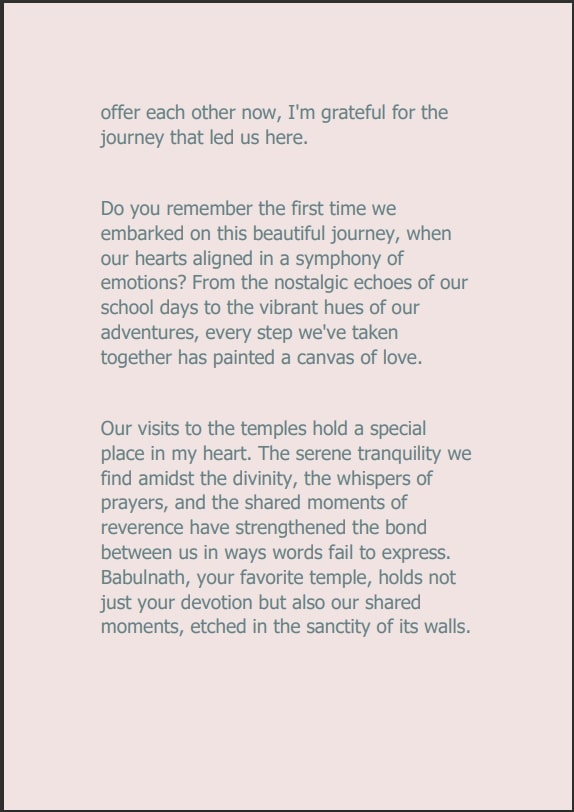 offer each other now, I'm grateful for the
journey that led us here.
Do you remember the first time we
embarked on this beautiful journey, when
our hearts aligned in a symphony of
emotions? From the nostalgic echoes of our
school days to the vibrant hues of our
adventures, every step we've taken
together has painted a canvas of love.
Our visits to the temples hold a special
place in my heart. The serene tranquility we
find amidst the divinity, the whispers of
prayers, and the shared moments of
reverence have strengthened the bond
between us in ways words fail to express.
Babulnath, your favorite temple, holds not
just your devotion but also our shared
moments, etched in the sanctity of its walls.